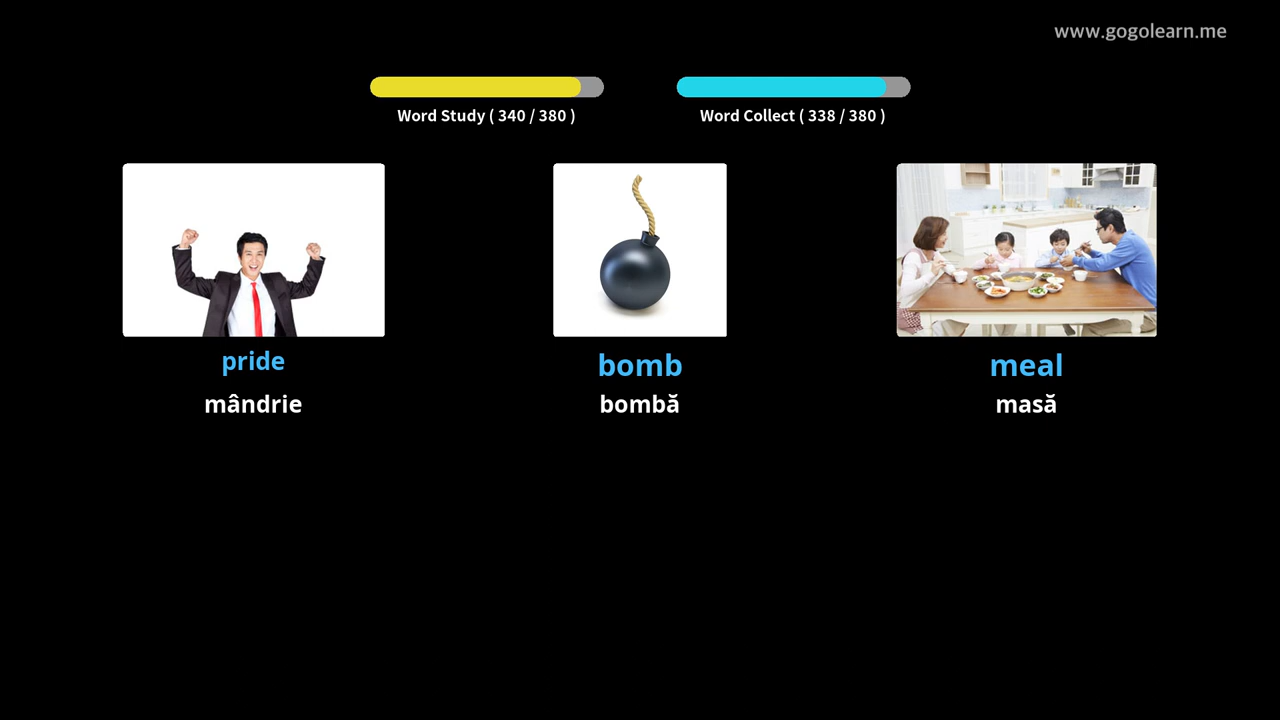 www.gogolearn.me
Word Study ( 340 / 380 )
Word Collect ( 338 / 380 )
pride
mândrie
bomb
bombă
meal
masă